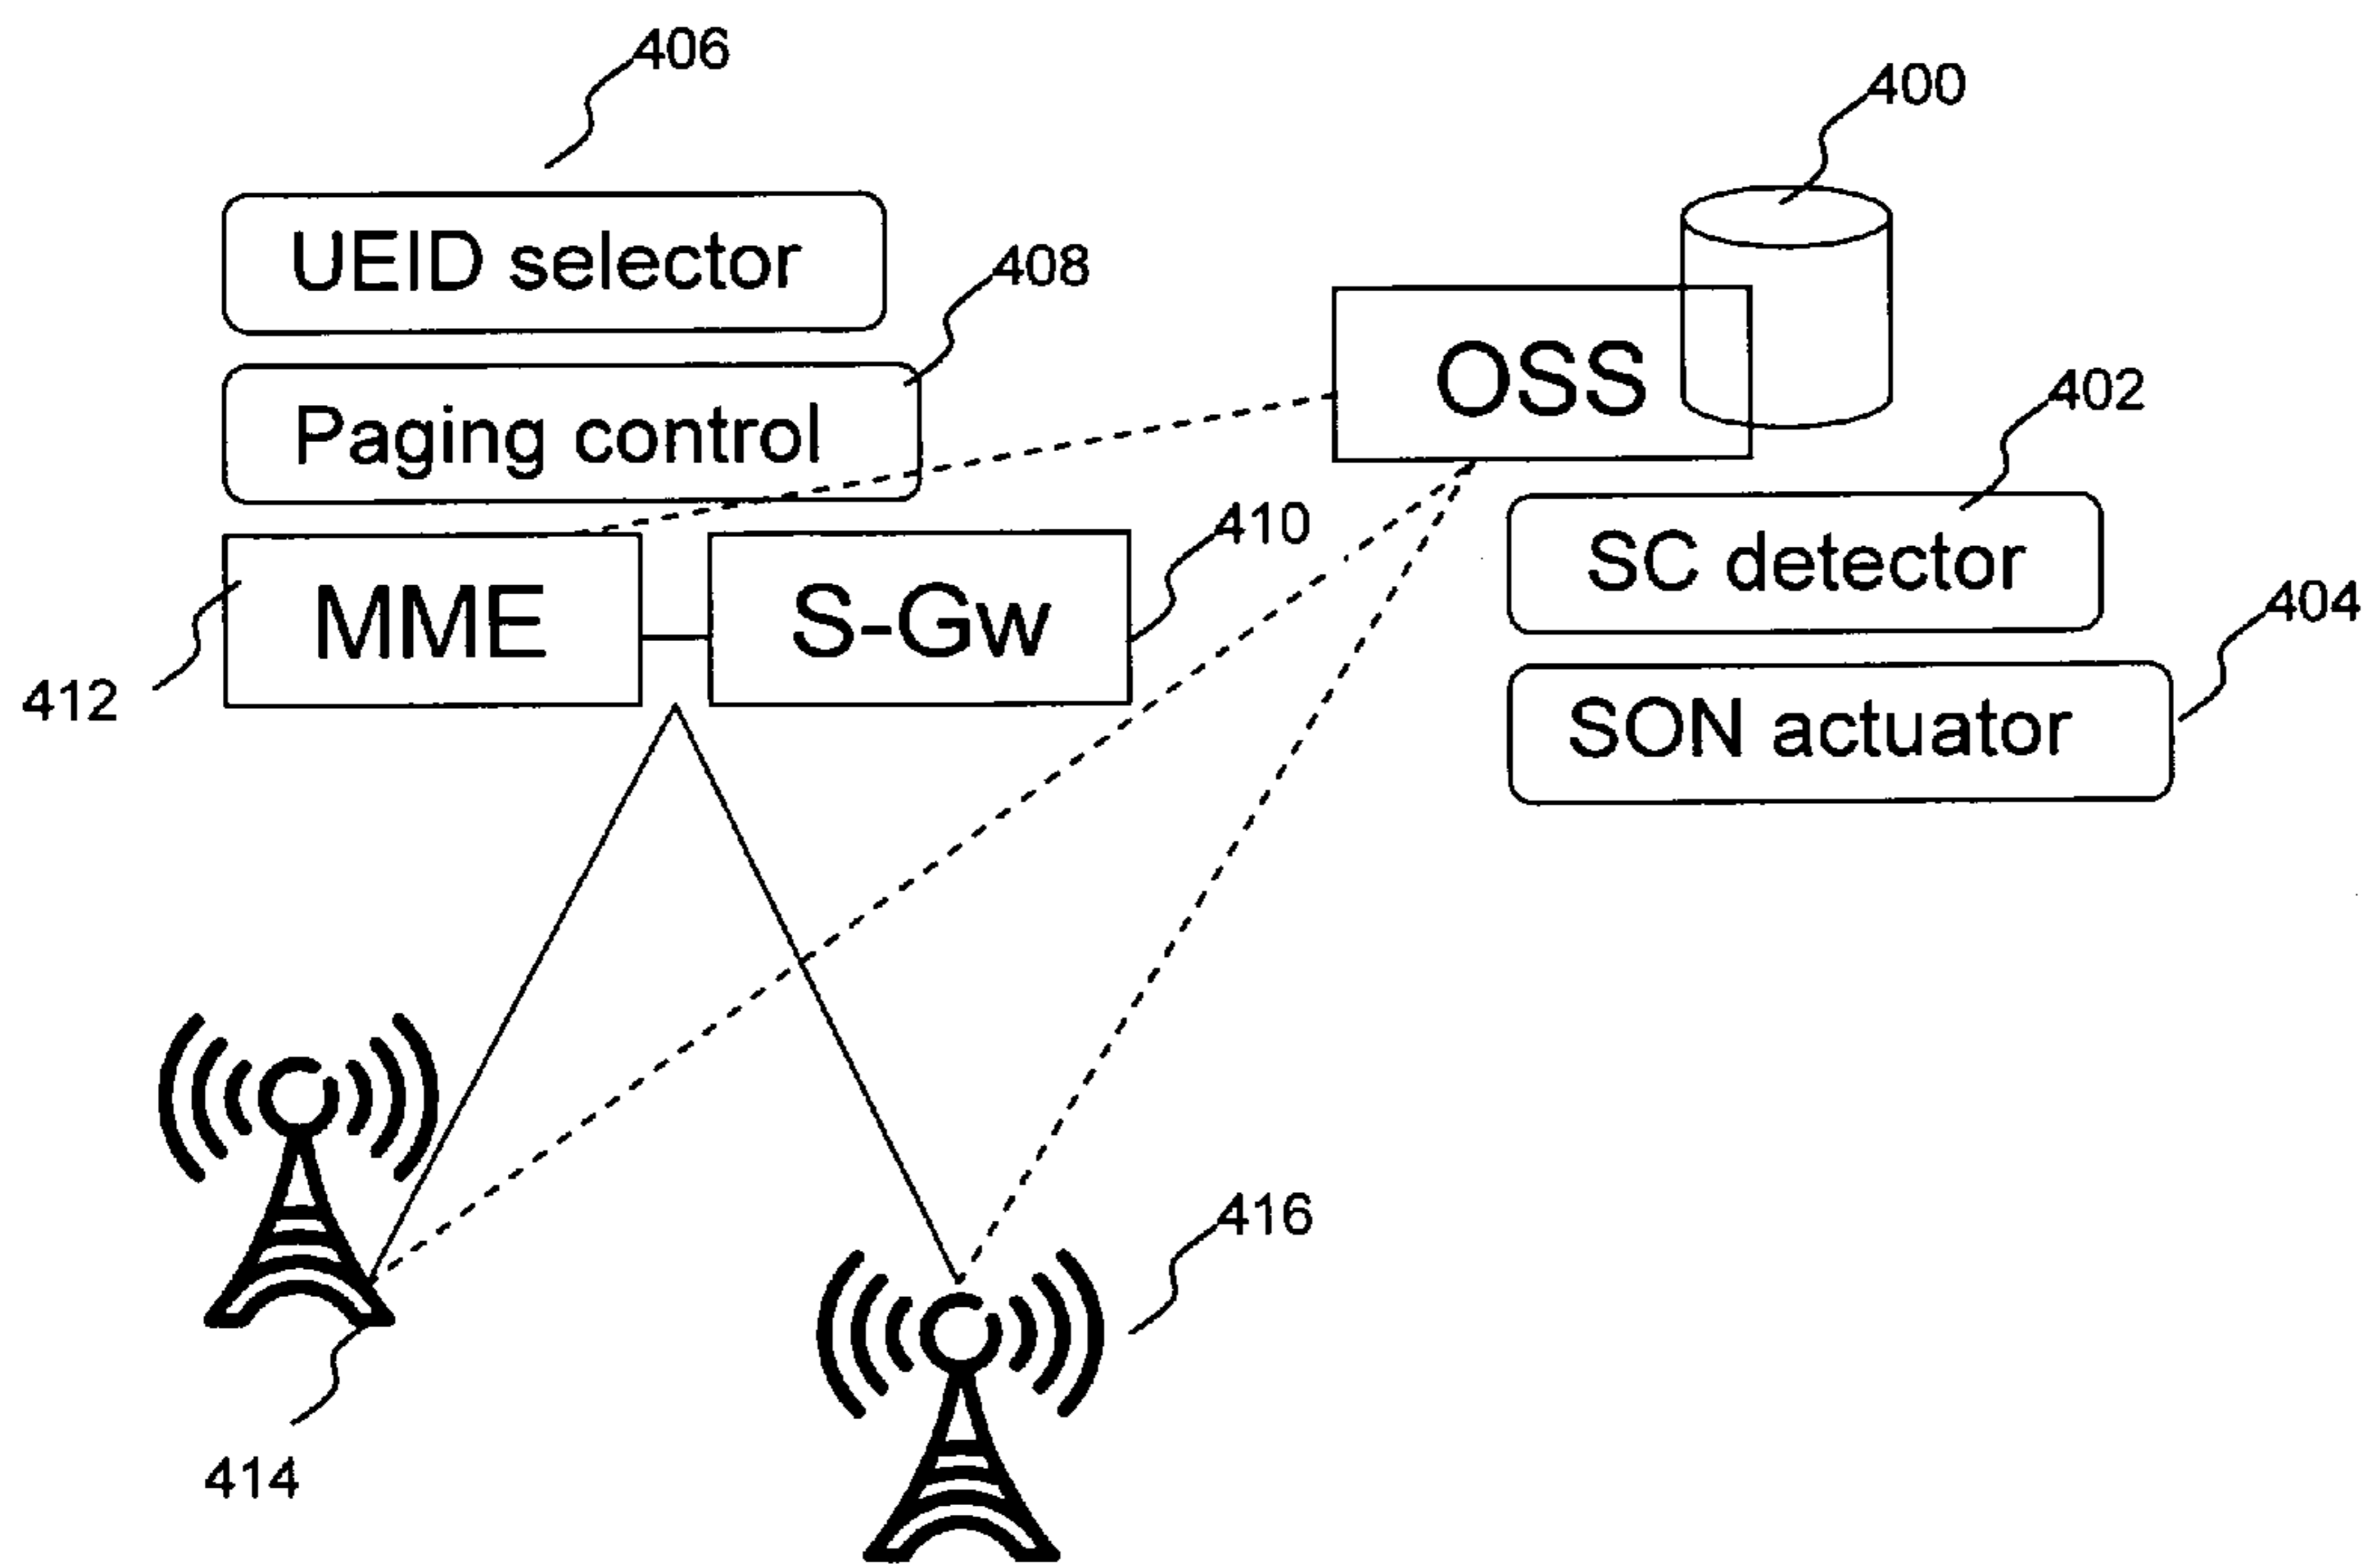 406
400
UEID selector
408
OSS
402
Paging control
410
SC detector
MME
S-Gw
404
412
SON actuator
416
414